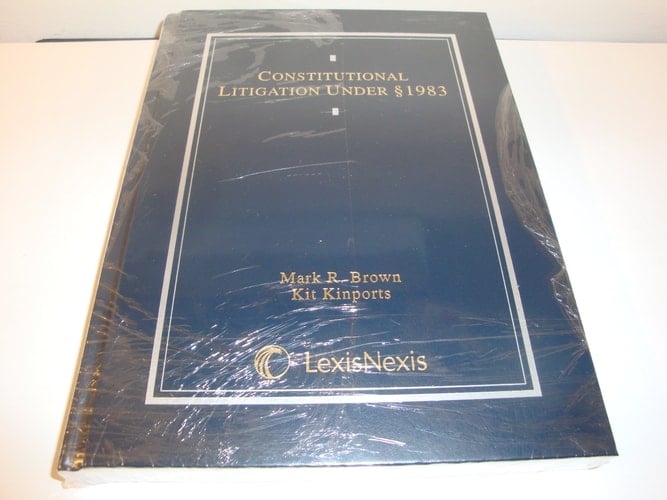 CONSTITUTIONAL
LITIGATION UNDER § 1983
Mark R. Brown
Kit Kinports
LexisNexis